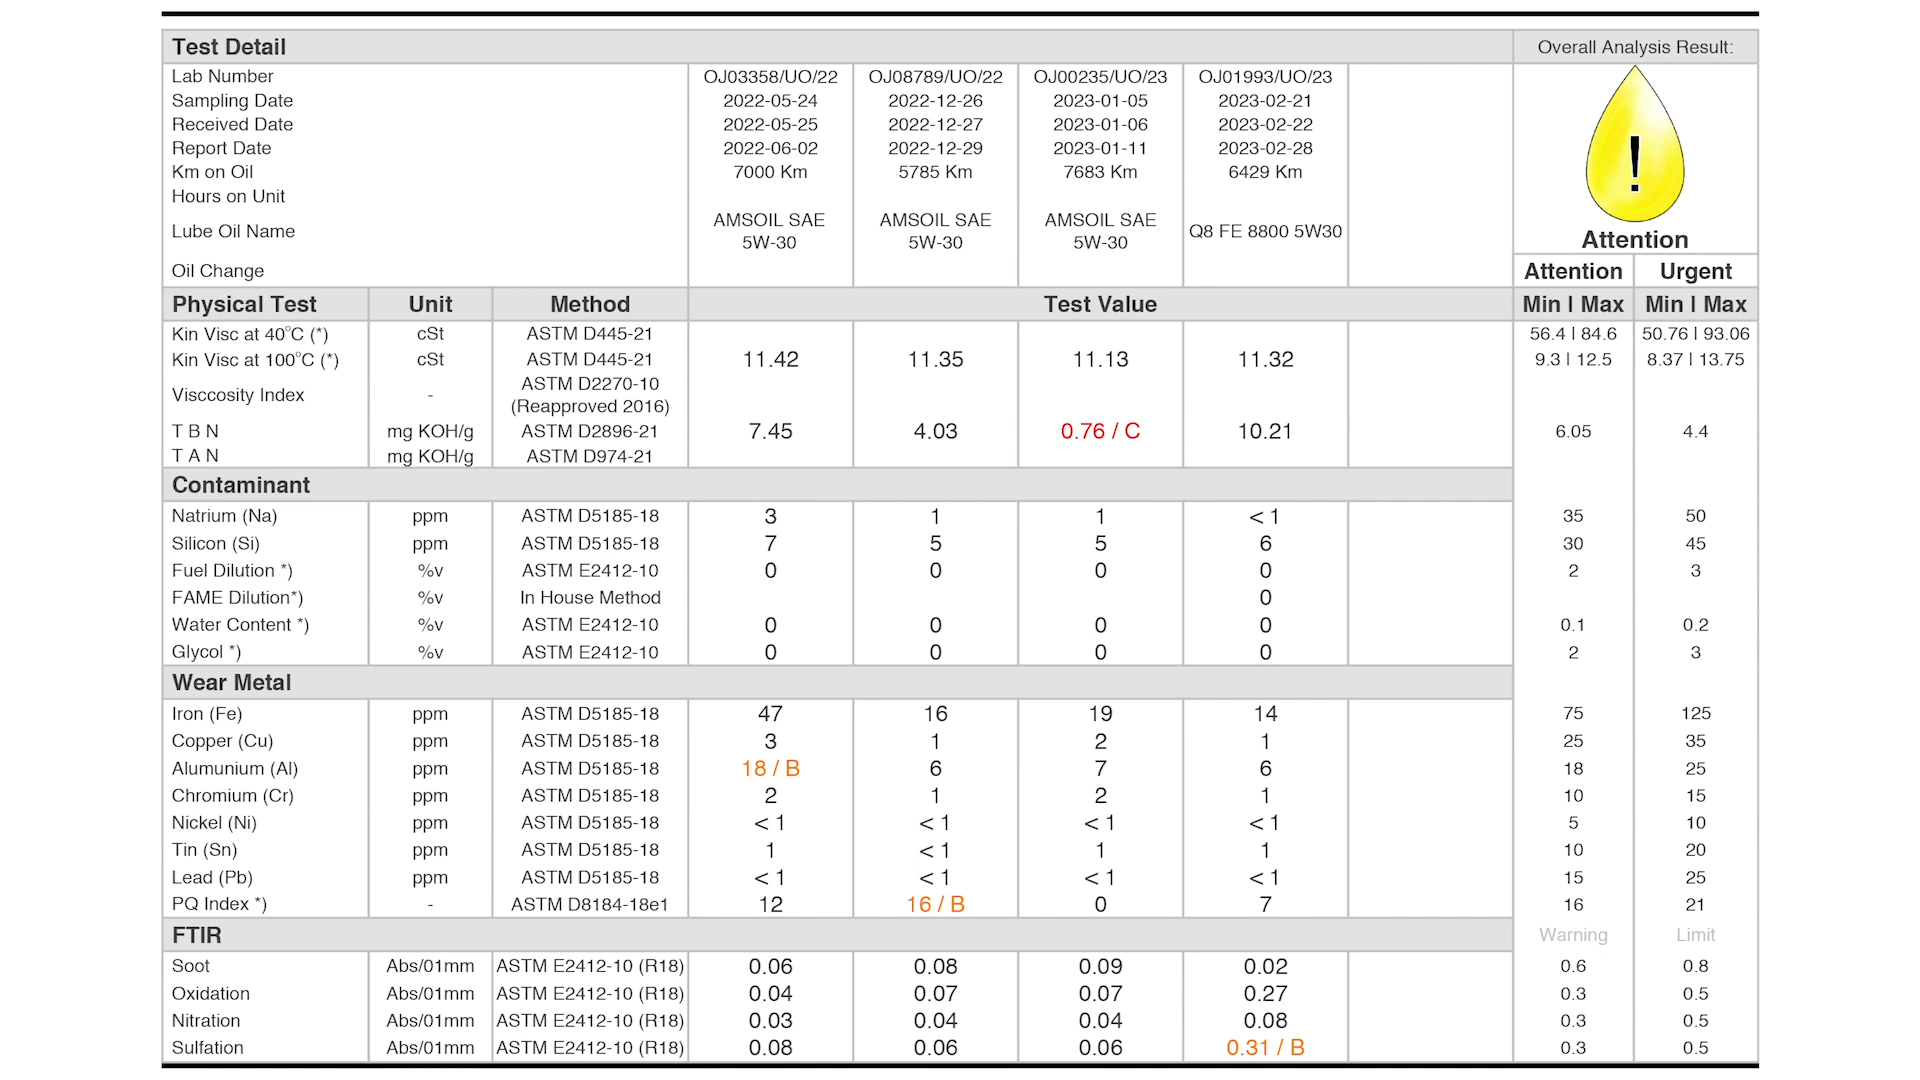 Test Detail Overall Analysis Result:
Lab Number OJ03358/UO/22 OJ08789/UO/22 OJ00235/UO/23 OJ01993/UO/23
Sampling Date 2022-05-24 2022-12-26 2023-01-05 2023-02-21
Received Date 2022-05-25 2022-12-27 2023-01-06 2023-02-22
Report Date 2022-06-02 2022-12-29 2023-01-11 2023-02-28
Km on Oil 7000 Km 5785 Km 7683 Km 6429 Km
!
Hours on Unit
Lube Oil Name AMSOIL SAE 5W-30 AMSOIL SAE 5W-30 AMSOIL SAE 5W-30 Q8 FE 8800 5W30
Attention
Oil Change Attention Urgent
Physical Test Unit Method Test Value Min | Max Min | Max
Kin Visc at 40°C (*) cSt ASTM D445-21 56.4 | 84.6 50.76 | 93.06
Kin Visc at 100°C (*) cSt ASTM D445-21 11.42 11.35 11.13 11.32 9.3 | 12.5 8.37 | 13.75
Visccosity Index - ASTM D2270-10 (Reapproved 2016)
T B N mg KOH/g ASTM D2896-21 7.45 4.03 0.76 / C 10.21 6.05 4.4
T A N mg KOH/g ASTM D974-21
Contaminant
Natrium (Na) ppm ASTM D5185-18 3 1 1 < 1 35 50
Silicon (Si) ppm ASTM D5185-18 7 5 5 6 30 45
Fuel Dilution *) %v ASTM E2412-10 0 0 0 0 2 3
FAME Dilution*) %v In House Method 0
Water Content *) %v ASTM E2412-10 0 0 0 0 0.1 0.2
Glycol *) %v ASTM E2412-10 0 0 0 0 2 3
Wear Metal
Iron (Fe) ppm ASTM D5185-18 47 16 19 14 75 125
Copper (Cu) ppm ASTM D5185-18 3 1 2 1 25 35
Alumunium (Al) ppm ASTM D5185-18 18 / B 6 7 6 18 25
Chromium (Cr) ppm ASTM D5185-18 2 1 2 1 10 15
Nickel (Ni) ppm ASTM D5185-18 < 1 < 1 < 1 < 1 5 10
Tin (Sn) ppm ASTM D5185-18 1 < 1 1 1 10 20
Lead (Pb) ppm ASTM D5185-18 < 1 < 1 < 1 < 1 15 25
PQ Index *) - ASTM D8184-18e1 12 16 / B 0 7 16 21
FTIR Warning Limit
Soot Abs/01mm ASTM E2412-10 (R18) 0.06 0.08 0.09 0.02 0.6 0.8
Oxidation Abs/01mm ASTM E2412-10 (R18) 0.04 0.07 0.07 0.27 0.3 0.5
Nitration Abs/01mm ASTM E2412-10 (R18) 0.03 0.04 0.04 0.08 0.3 0.5
Sulfation Abs/01mm ASTM E2412-10 (R18) 0.08 0.06 0.06 0.31 / B 0.3 0.5